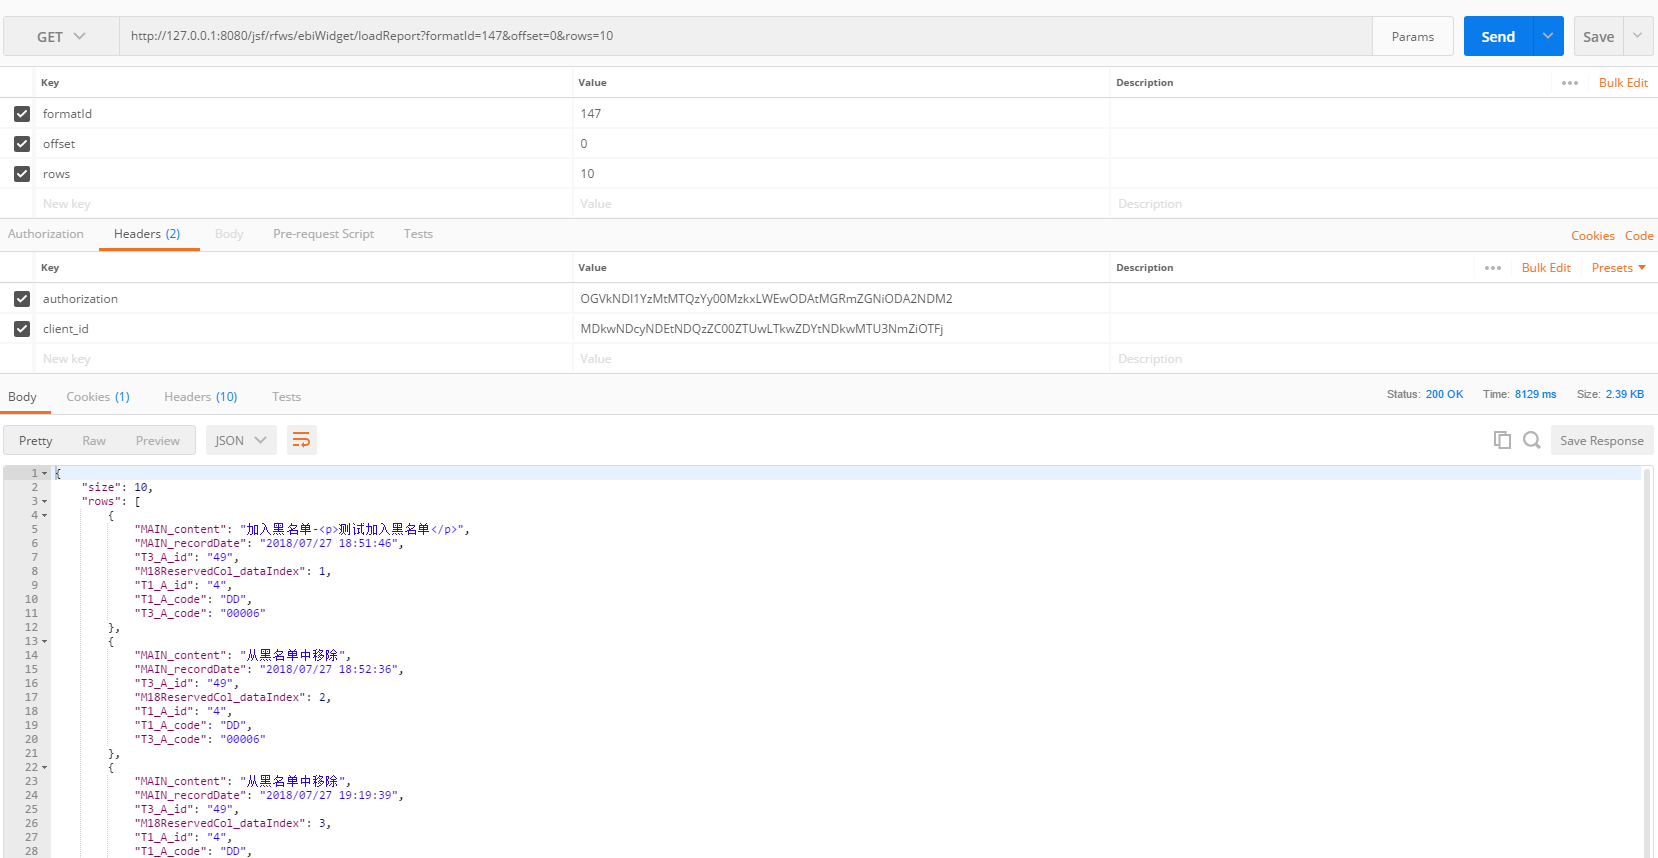 GET http://127.0.0.1:8080/jsf/rfws/ebiWidget/loadReport?formatId=147&offset=0&rows=10 Params Send Save
Key Value Description ••• Bulk Edit
formatId 147
offset 0
rows 10
New key Value Description
Authorization Headers (2) Body Pre-request Script Tests Cookies Code
Key Value Description ••• Bulk Edit Presets
authorization OGVkNDI1YzMtMTQzYy00MzkxLWEwODAtMGRmZGNiODA2NDM2
client_id MDkwNDcyNDEtNDQzZC00ZTUwLTkwZDYtNDkwMTU3NmZiOTFj
New key Value Description
Body Cookies (1) Headers (10) Tests Status: 200 OK Time: 8129 ms Size: 2.39 KB
Pretty Raw Preview JSON Save Response
1 {
2 "size": 10,
3 "rows": [
4 {
5 "MAIN_content": "加入黑名单-<p>测试加入黑名单</p>",
6 "MAIN_recordDate": "2018/07/27 18:51:46",
7 "T3_A_id": "49",
8 "M18ReservedCol_dataIndex": 1,
9 "T1_A_id": "4",
10 "T1_A_code": "DD",
11 "T3_A_code": "00006"
12 },
13 {
14 "MAIN_content": "从黑名单中移除",
15 "MAIN_recordDate": "2018/07/27 18:52:36",
16 "T3_A_id": "49",
17 "M18ReservedCol_dataIndex": 2,
18 "T1_A_id": "4",
19 "T1_A_code": "DD",
20 "T3_A_code": "00006"
21 },
22 {
23 "MAIN_content": "从黑名单中移除",
24 "MAIN_recordDate": "2018/07/27 19:19:39",
25 "T3_A_id": "49",
26 "M18ReservedCol_dataIndex": 3,
27 "T1_A_id": "4",
28 "T1_A_code": "DD",